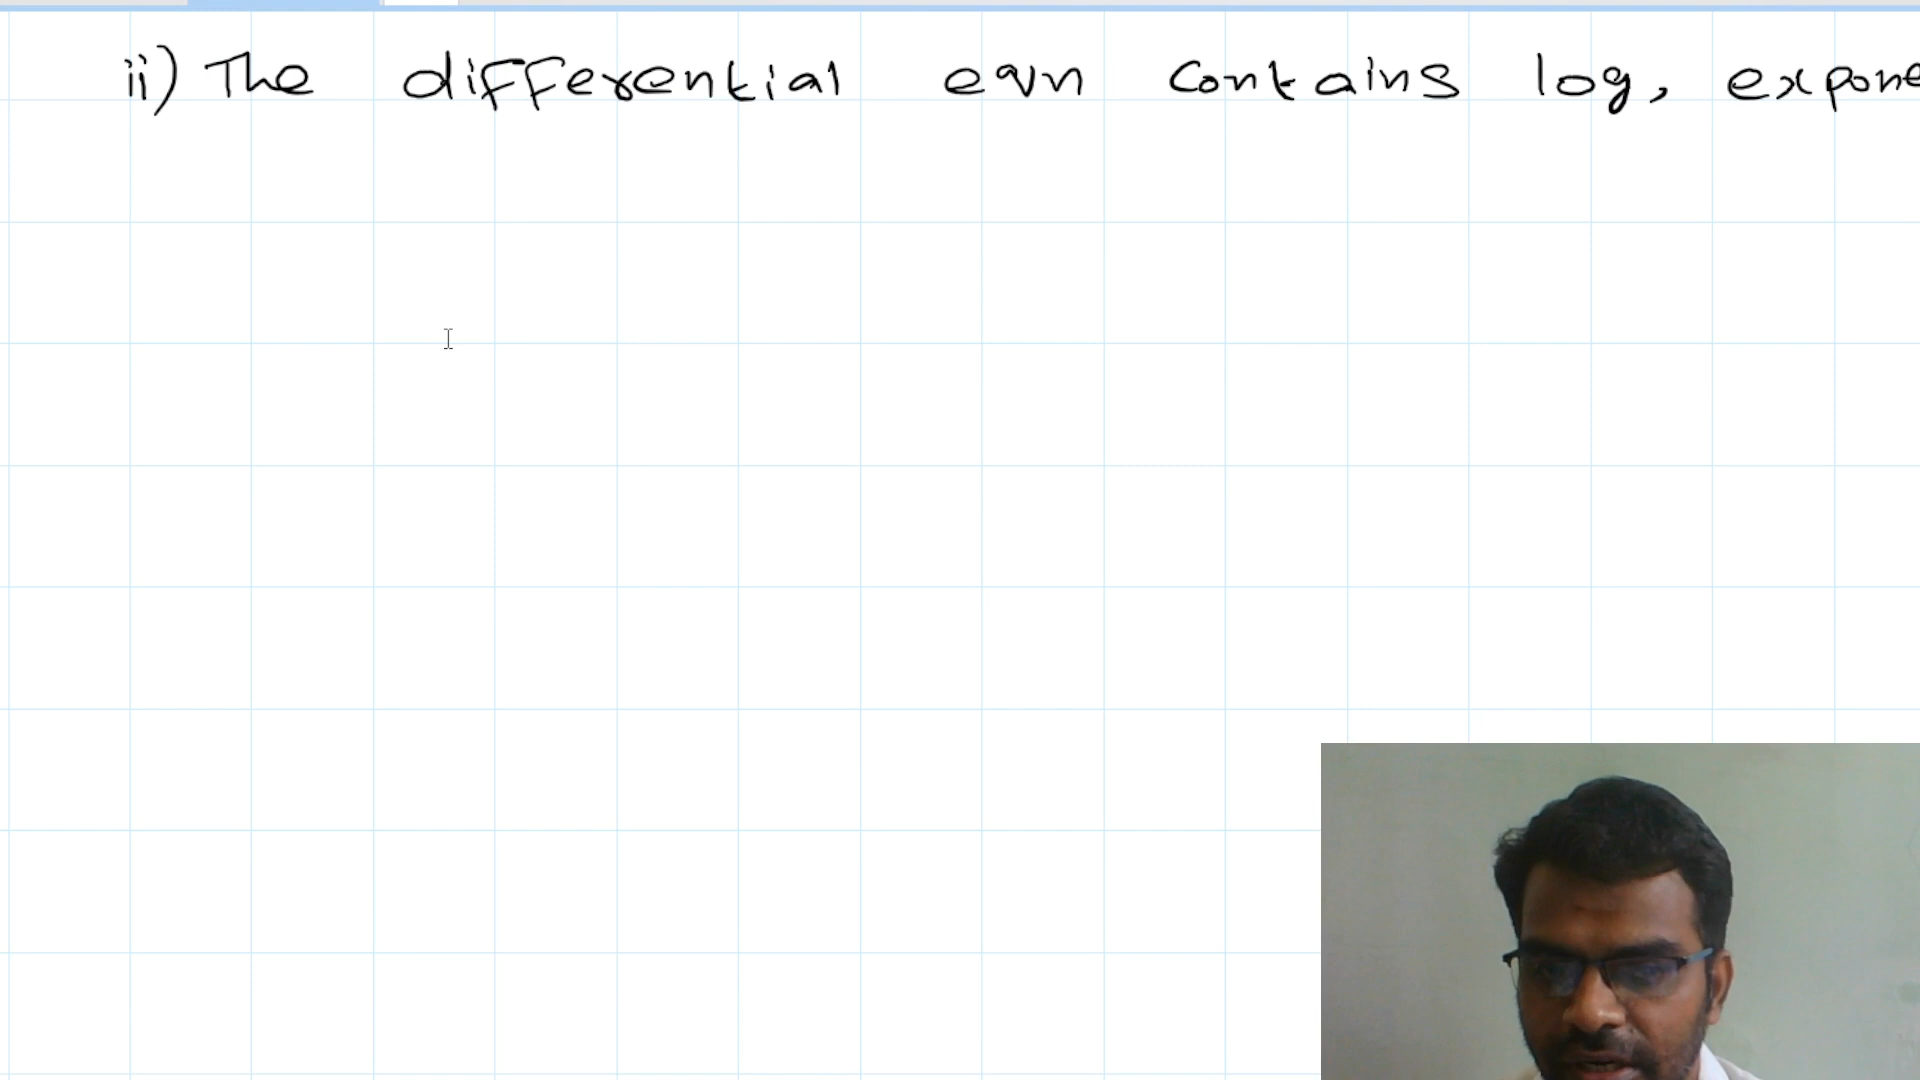 ii) The differential eqn contains log, expone